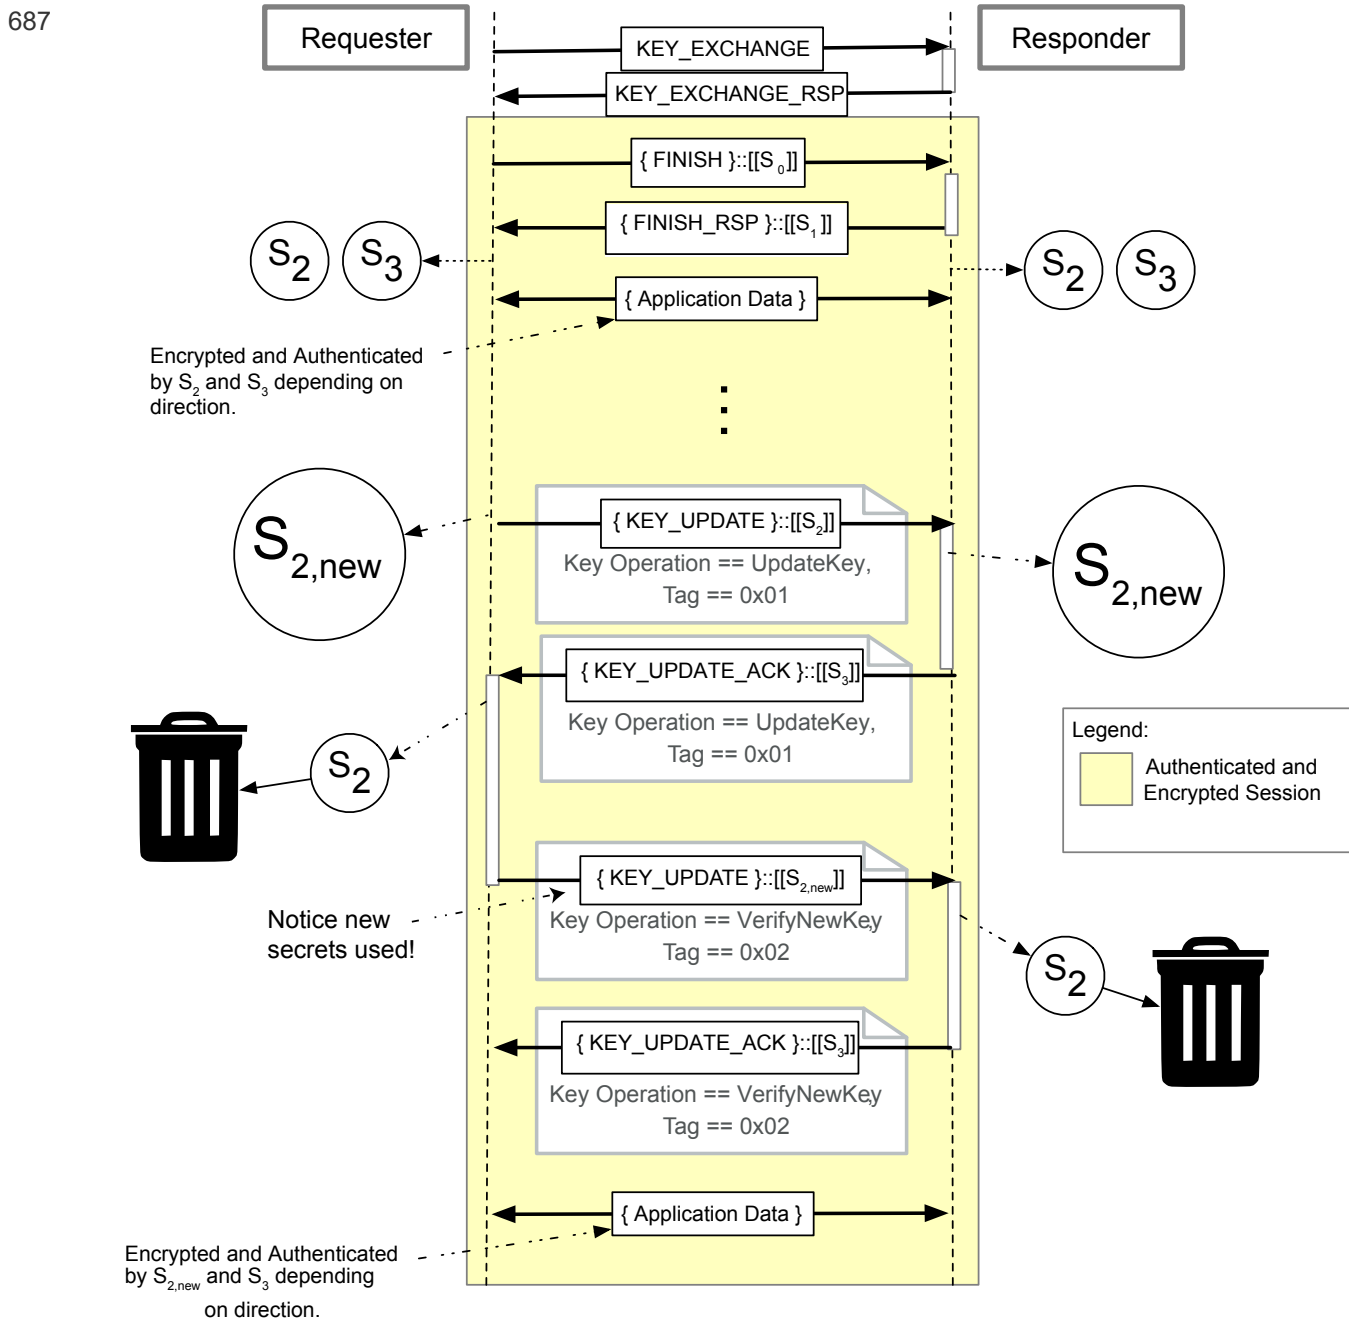 687
Requester
Responder
KEY_EXCHANGE
KEY_EXCHANGE_RSP
{ FINISH }::[[S0]]
{ FINISH_RSP }::[[S1]]
S2
S3
S2
S3
{ Application Data }
Encrypted and Authenticated
by S2 and S3 depending on
direction.
S2,new
{ KEY_UPDATE }::[[S2]]
Key Operation == UpdateKey,
Tag == 0x01
S2,new
{ KEY_UPDATE_ACK }::[[S3]]
Key Operation == UpdateKey,
Tag == 0x01
S2
Legend:
Authenticated and
Encrypted Session
{ KEY_UPDATE }::[[S2,new]]
Key Operation == VerifyNewKey,
Tag == 0x02
Notice new
secrets used!
S2
{ KEY_UPDATE_ACK }::[[S3]]
Key Operation == VerifyNewKey,
Tag == 0x02
{ Application Data }
Encrypted and Authenticated
by S2,new and S3 depending
on direction.